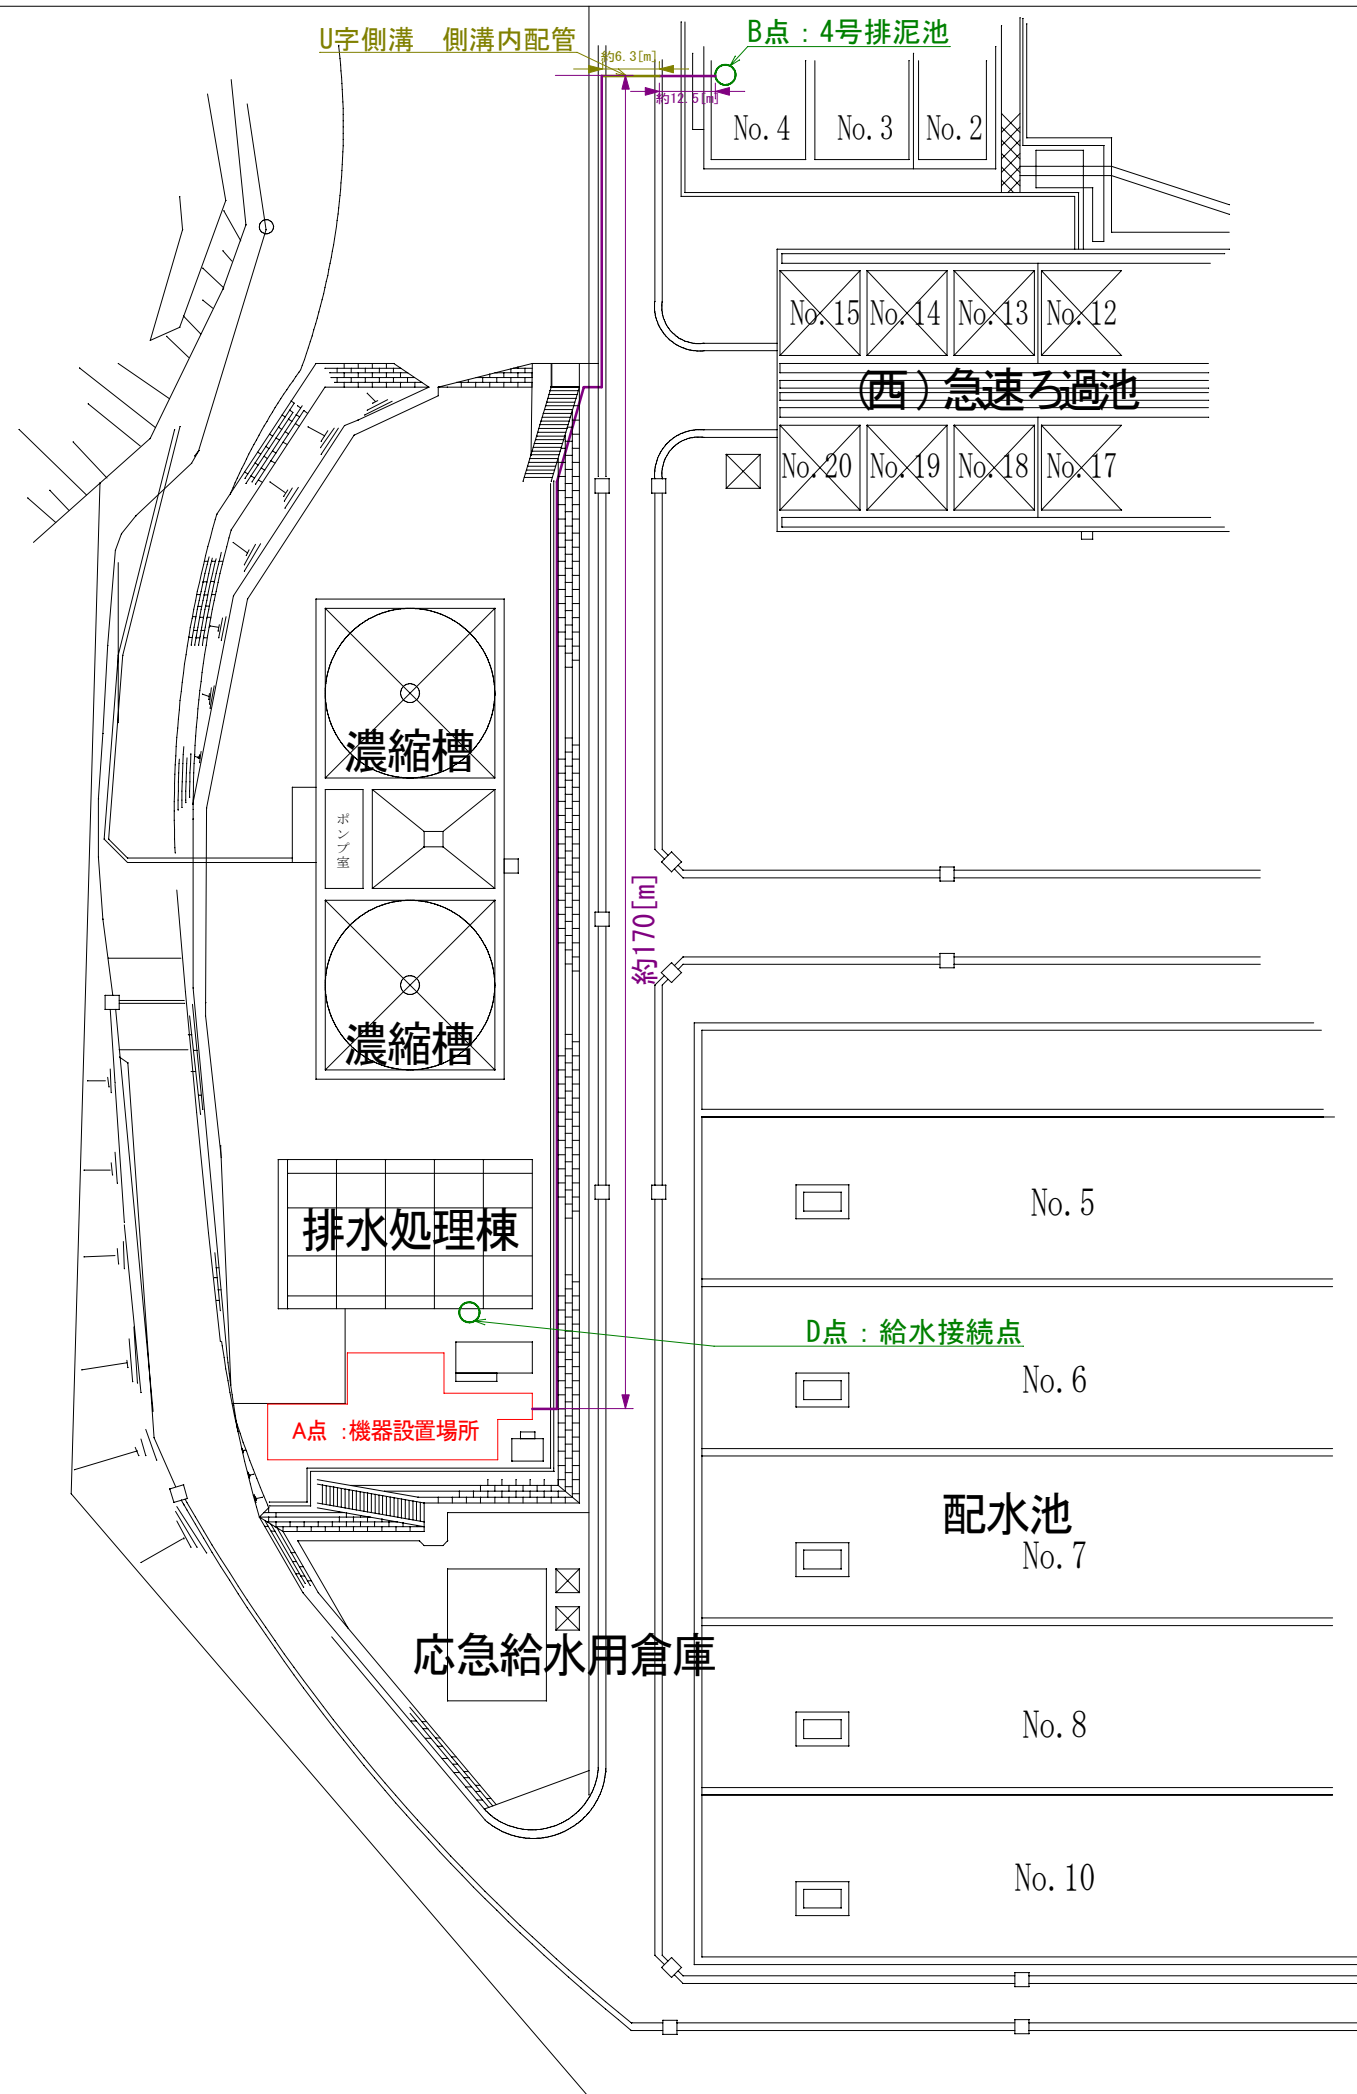 U字側溝　側溝内配管
B点：4号排泥池
約6.3[m]
約12.5[m]
No.4
No.3
No.2
No.15
No.14
No.13
No.12
(西)急速ろ過池
No.20
No.19
No.18
No.17
濃縮槽
ポンプ室
約170[m]
濃縮槽
No.5
排水処理棟
D点：給水接続点
No.6
A点：機器設置場所
配水池
No.7
応急給水用倉庫
No.8
No.10